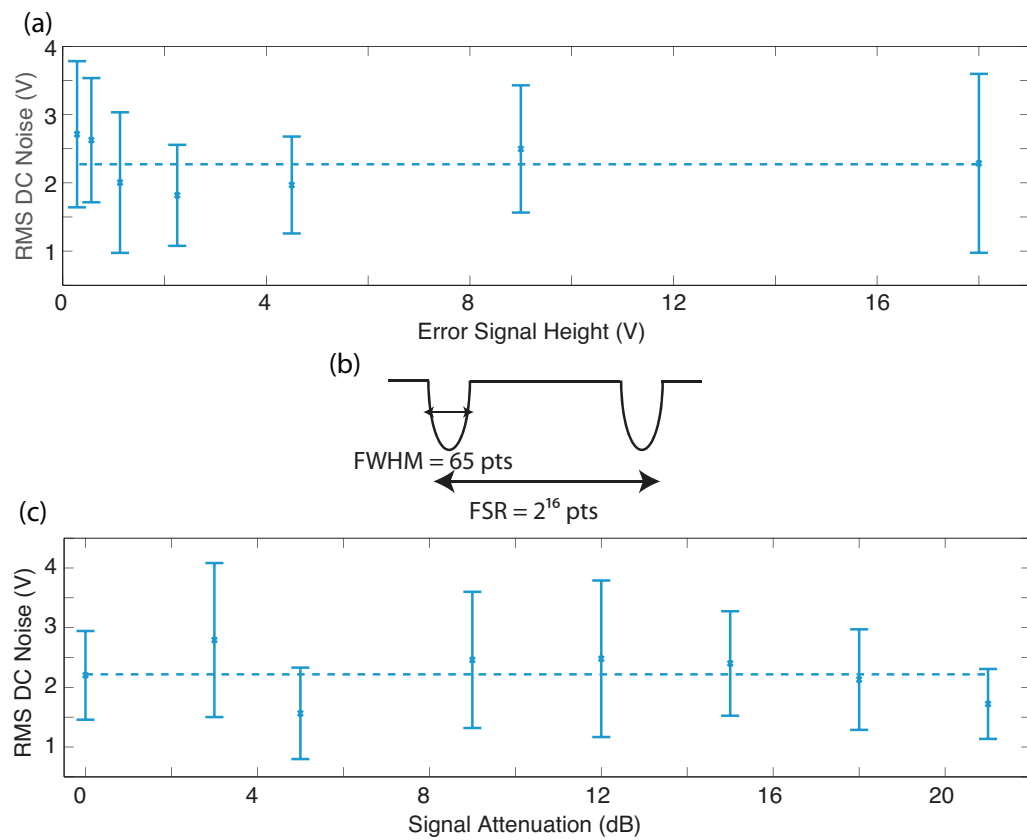 (a)
4
3
2
1
RMS DC Noise (V)
0 4 8 12 16
Error Signal Height (V)
(b)
FWHM = 65 pts
FSR = 2¹⁶ pts
(c)
4
3
2
1
RMS DC Noise (V)
0 4 8 12 16 20
Signal Attenuation (dB)